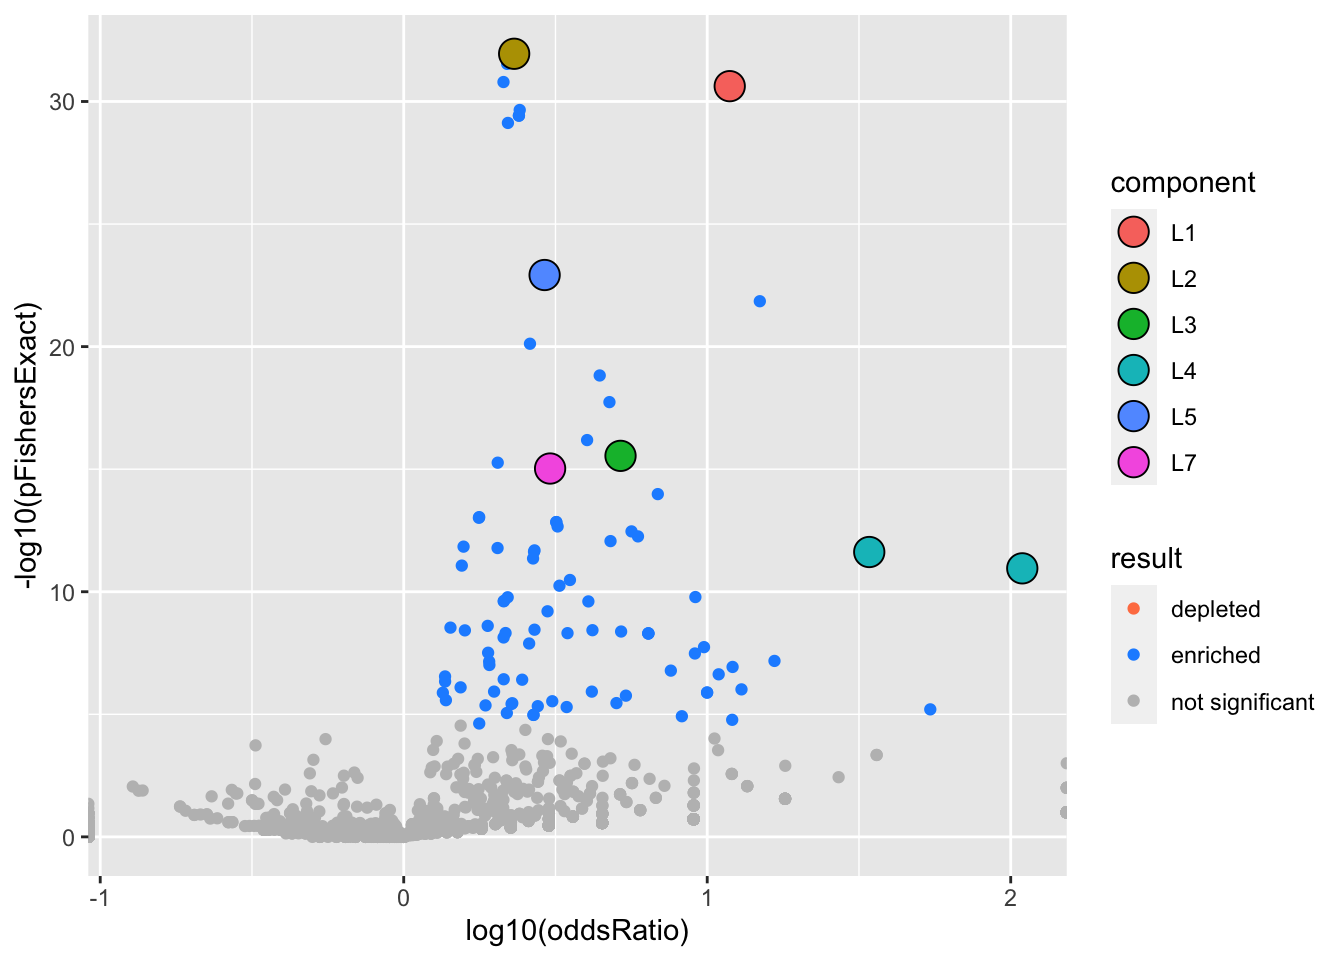 30
20
10
0
-1
0
1
2
log10(oddsRatio)
-log10(pFishersExact)
component
L1
L2
L3
L4
L5
L7
result
depleted
enriched
not significant